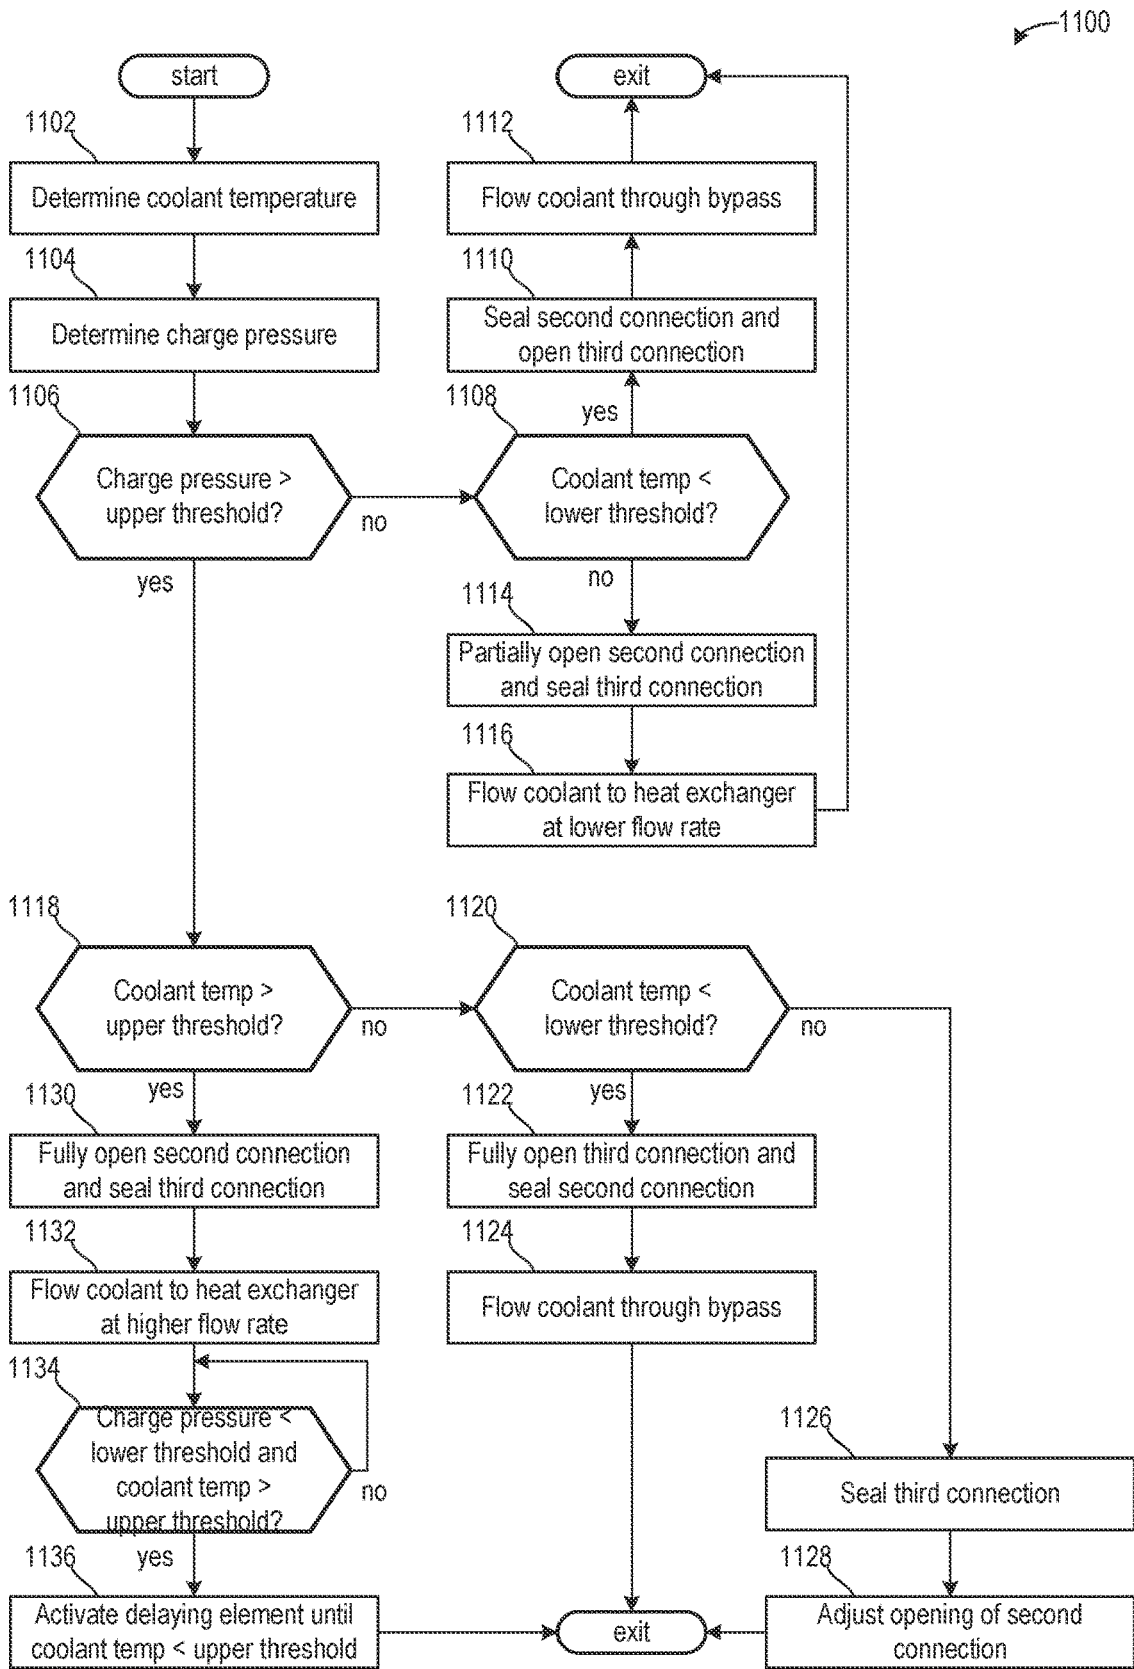 1100
start
1102
Determine coolant temperature
1104
Determine charge pressure
1106
Charge pressure >
upper threshold?
no
yes
exit
1112
Flow coolant through bypass
1110
Seal second connection and
open third connection
1108
yes
Coolant temp <
lower threshold?
no
1114
Partially open second connection
and seal third connection
1116
Flow coolant to heat exchanger
at lower flow rate
1118
Coolant temp >
upper threshold?
no
yes
1120
Coolant temp <
lower threshold?
no
yes
1130
Fully open second connection
and seal third connection
1132
Flow coolant to heat exchanger
at higher flow rate
1134
Charge pressure <
lower threshold and
coolant temp >
upper threshold?
no
yes
1136
Activate delaying element until
coolant temp < upper threshold
1122
Fully open third connection and
seal second connection
1124
Flow coolant through bypass
exit
1126
Seal third connection
1128
Adjust opening of second
connection